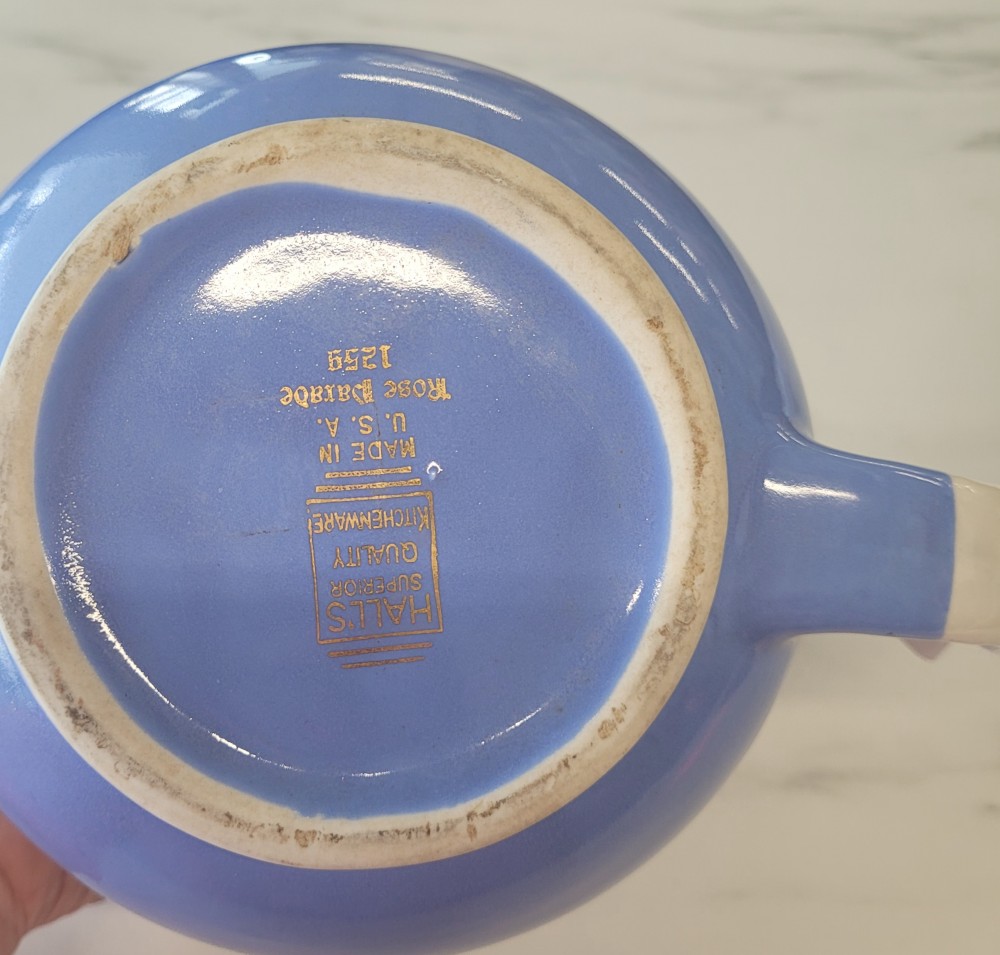 HALL'S
SUPERIOR
QUALITY
KITCHENWARE
MADE IN
U. S. A.
Rose Parade
1259